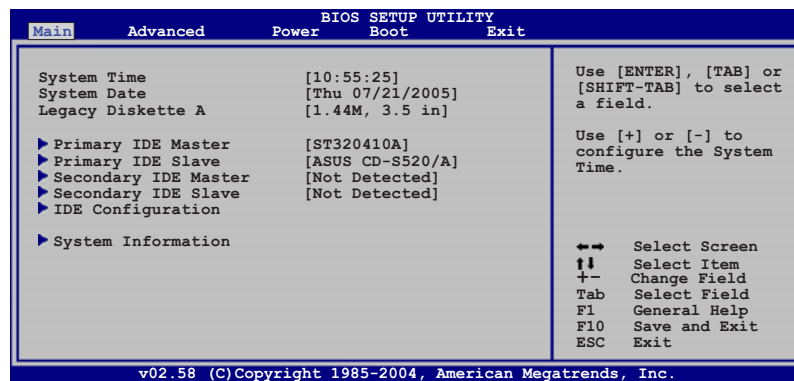 BIOS SETUP UTILITY
Main Advanced Power Boot Exit
System Time [10:55:25]
System Date [Thu 07/21/2005]
Legacy Diskette A [1.44M, 3.5 in]
Primary IDE Master [ST320410A]
Primary IDE Slave [ASUS CD-S520/A]
Secondary IDE Master [Not Detected]
Secondary IDE Slave [Not Detected]
IDE Configuration
System Information
Use [ENTER], [TAB] or
[SHIFT-TAB] to select
a field.
Use [+] or [-] to
configure the System
Time.
←→ Select Screen
↑↓ Select Item
+- Change Field
Tab Select Field
F1 General Help
F10 Save and Exit
ESC Exit
v02.58 (C)Copyright 1985-2004, American Megatrends, Inc.